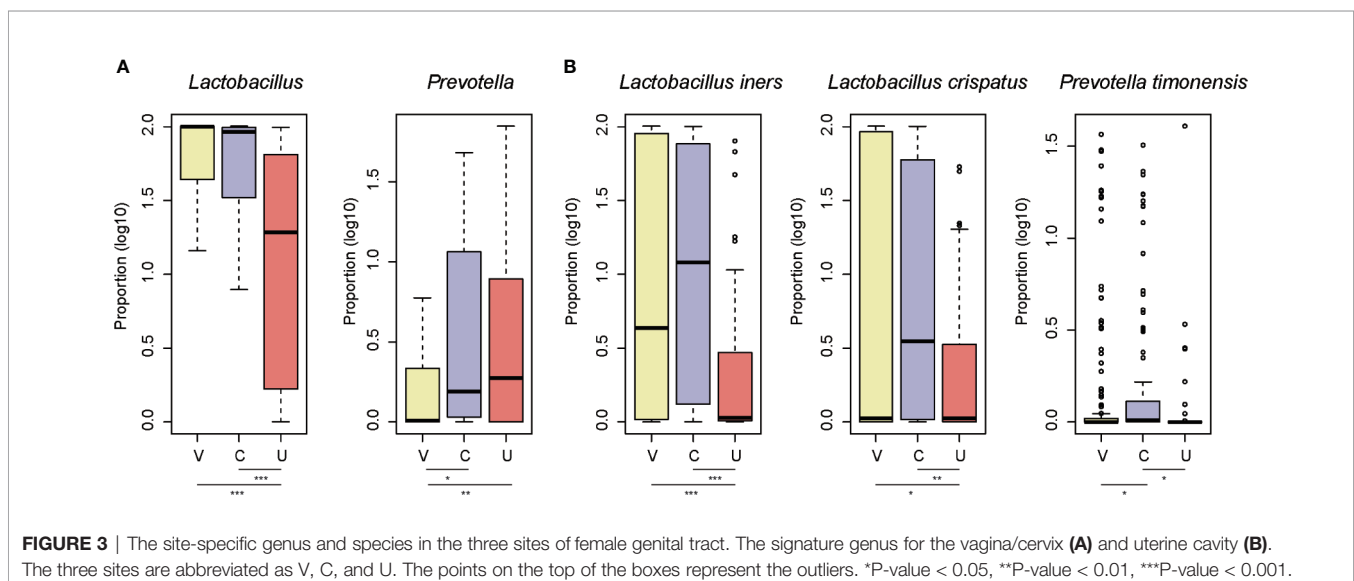 A
B
Lactobacillus
Prevotella
Lactobacillus iners
Lactobacillus crispatus
Prevotella timonensis
Proportion (log10)
0.0 0.5 1.0 1.5 2.0
V C U
***
***
Proportion (log10)
0.0 0.5 1.0 1.5
V C U
*
**
Proportion (log10)
0.0 0.5 1.0 1.5 2.0
V C U
***
***
Proportion (log10)
0.0 0.5 1.0 1.5 2.0
V C U
**
*
Proportion (log10)
0.0 0.5 1.0 1.5
V C U
*
*
FIGURE 3 | The site-specific genus and species in the three sites of female genital tract. The signature genus for the vagina/cervix (A) and uterine cavity (B).
The three sites are abbreviated as V, C, and U. The points on the top of the boxes represent the outliers. *P-value < 0.05, **P-value < 0.01, ***P-value < 0.001.